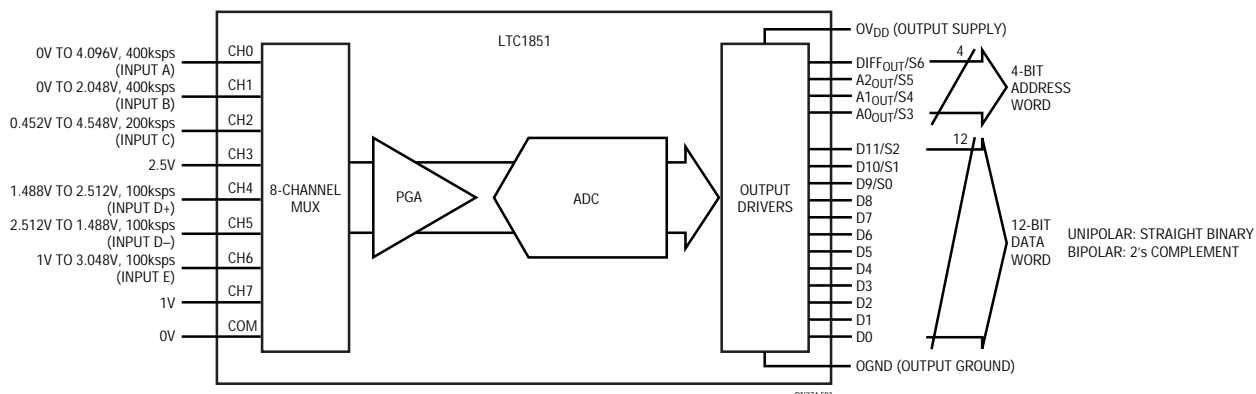 LTC1851
0V TO 4.096V, 400ksps
(INPUT A)
CH0
0V TO 2.048V, 400ksps
(INPUT B)
CH1
0.452V TO 4.548V, 200ksps
(INPUT C)
CH2
2.5V
CH3
1.488V TO 2.512V, 100ksps
(INPUT D+)
CH4
2.512V TO 1.488V, 100ksps
(INPUT D–)
CH5
1V TO 3.048V, 100ksps
(INPUT E)
CH6
1V
CH7
0V
COM
8-CHANNEL
MUX
PGA
ADC
OUTPUT
DRIVERS
OVDD (OUTPUT SUPPLY)
DIFFOUT/S6
A2OUT/S5
A1OUT/S4
A0OUT/S3
4
4-BIT
ADDRESS
WORD
D11/S2
D10/S1
D9/S0
D8
D7
D6
D5
D4
D3
D2
D1
D0
12
12-BIT
DATA
WORD
UNIPOLAR: STRAIGHT BINARY
BIPOLAR: 2's COMPLEMENT
OGND (OUTPUT GROUND)